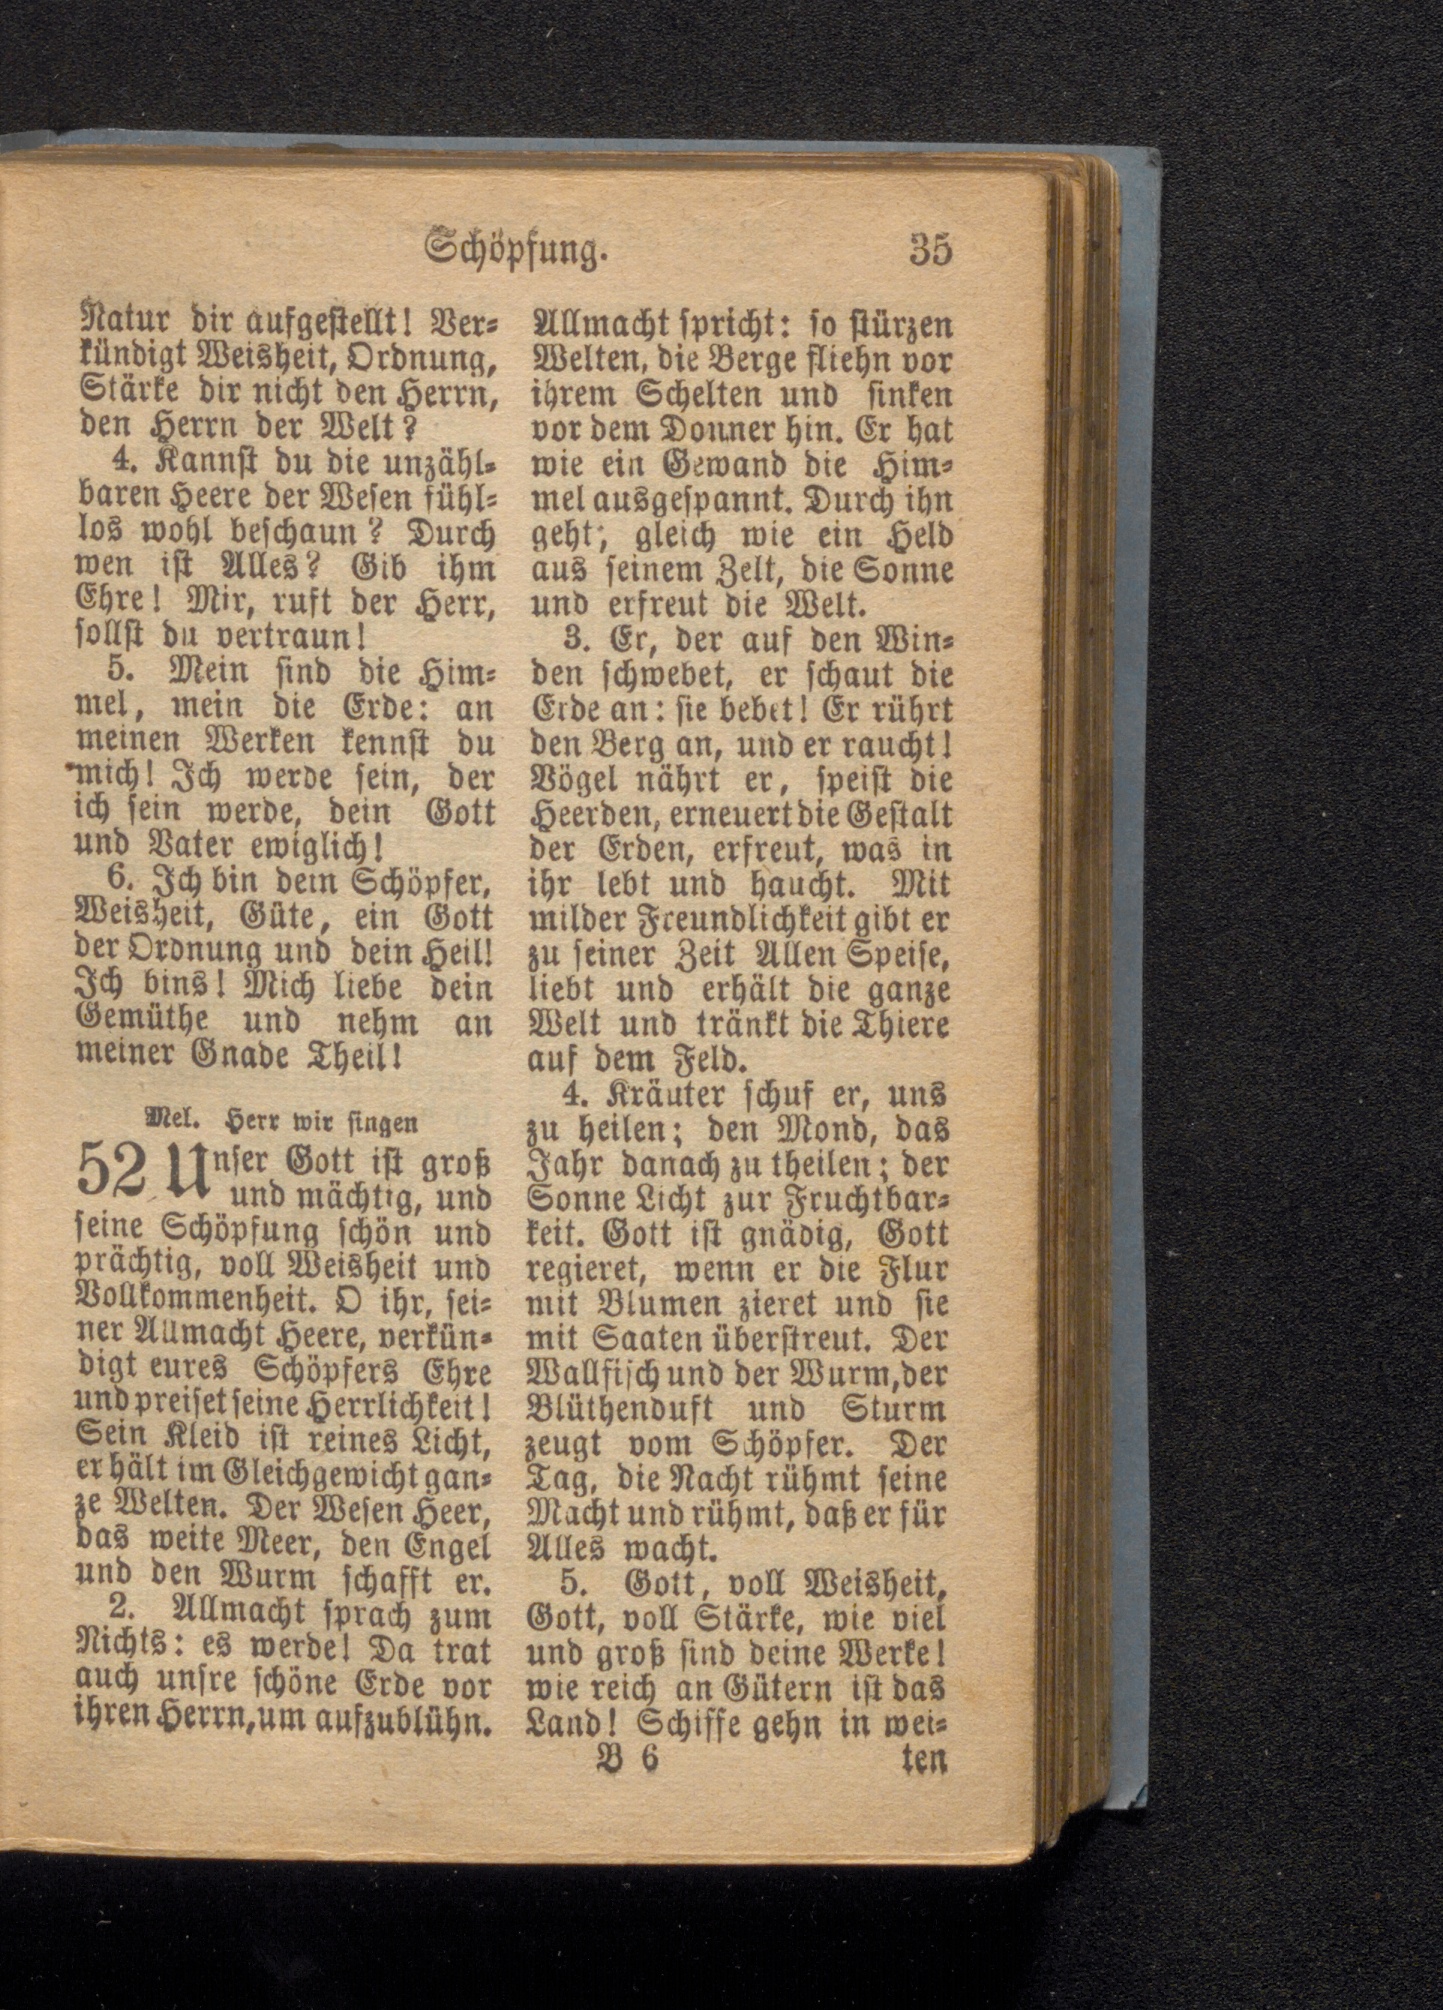 Schöpfung. 35
Natur dir aufgestellt! Ver-
kündigt Weisheit, Ordnung,
Stärke dir nicht den Herrn,
den Herrn der Welt?
4. Kannst du die unzähl-
baren Heere der Wesen fühl-
los wohl beschaun? Durch
wen ist Alles? Gib ihm
Ehre! Mir, ruft der Herr,
sollst du vertraun!
5. Mein sind die Him-
mel, mein die Erde: an
meinen Werken kennst du
mich! Ich werde sein, der
ich sein werde, dein Gott
und Vater ewiglich!
6. Ich bin dein Schöpfer,
Weisheit, Güte, ein Gott
der Ordnung und dein Heil!
Ich bins! Mich liebe dein
Gemüthe und nehm an
meiner Gnade Theil!
Mel. Herr wir singen
52 Unser Gott ist groß
und mächtig, und
seine Schöpfung schön und
prächtig, voll Weisheit und
Vollkommenheit. O ihr, sei-
ner Allmacht Heere, verkün-
digt eures Schöpfers Ehre
und preiset seine Herrlichkeit!
Sein Kleid ist reines Licht,
er hält im Gleichgewicht gan-
ze Welten. Der Wesen Heer,
das weite Meer, den Engel
und den Wurm schafft er.
2. Allmacht sprach zum
Nichts: es werde! Da trat
auch unsre schöne Erde vor
ihren Herrn, um aufzublühn.
Allmacht spricht: so stürzen
Welten, die Berge fliehn vor
ihrem Schelten und sinken
vor dem Donner hin. Er hat
wie ein Gewand die Him-
mel ausgespannt. Durch ihn
geht, gleich wie ein Held
aus seinem Zelt, die Sonne
und erfreut die Welt.
3. Er, der auf den Win-
den schwebet, er schaut die
Erde an: sie bebet! Er rührt
den Berg an, und er raucht!
Vögel nährt er, speist die
Heerden, erneuert die Gestalt
der Erden, erfreut, was in
ihr lebt und haucht. Mit
milder Freundlichkeit gibt er
zu seiner Zeit Allen Speise,
liebt und erhält die ganze
Welt und tränkt die Thiere
auf dem Feld.
4. Kräuter schuf er, uns
zu heilen; den Mond, das
Jahr danach zu theilen; der
Sonne Licht zur Fruchtbar-
keit. Gott ist gnädig, Gott
regieret, wenn er die Flur
mit Blumen zieret und sie
mit Saaten überstreut. Der
Wallfisch und der Wurm, der
Blüthenduft und Sturm
zeugt vom Schöpfer. Der
Tag, die Nacht rühmt seine
Macht und rühmt, daß er für
Alles wacht.
5. Gott, voll Weisheit,
Gott, voll Stärke, wie viel
und groß sind deine Werke!
wie reich an Gütern ist das
Land! Schiffe gehn in wei-
B 6 ten